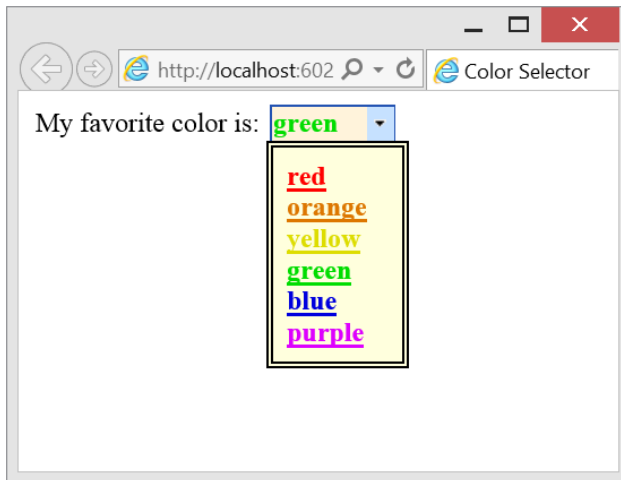 http://localhost:602
Color Selector
My favorite color is: green
red
orange
yellow
green
blue
purple